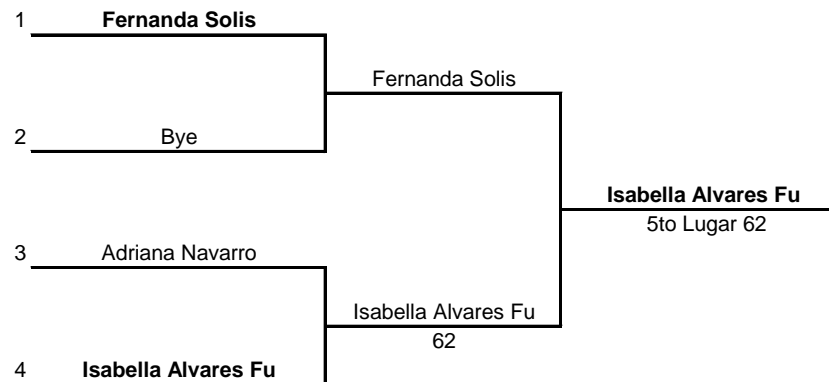 1 Fernanda Solis
Fernanda Solis
2 Bye
Isabella Alvares Fu
5to Lugar 62
3 Adriana Navarro
Isabella Alvares Fu
62
4 Isabella Alvares Fu